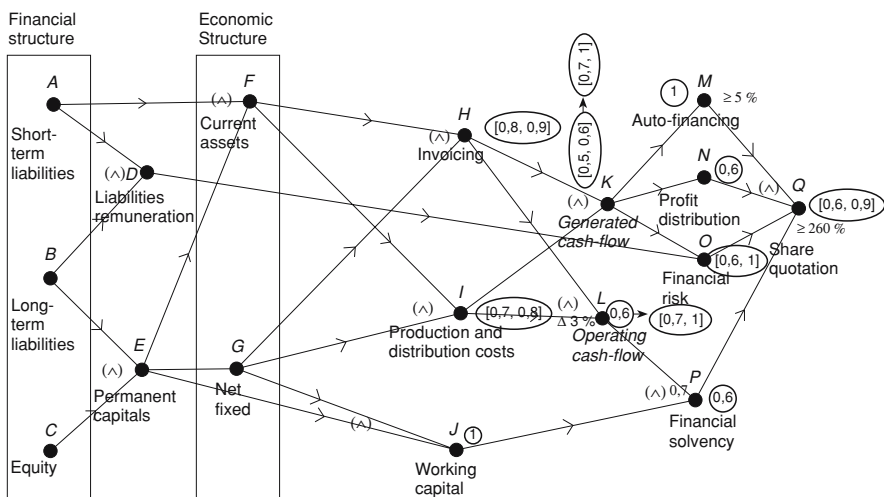 Financial
structure
Economic
Structure
A
(∧)
F
Short-
term
liabilities
Current
assets
(∧) D
Liabilities
remuneration
B
Long-term
liabilities
E
(∧)
Permanent
capitals
G
Net
fixed
C
Equity
H
(∧)
Invoicing
[0,8, 0,9]
[0,7, 1]
[0,5, 0,6]
K
(∧)
Generated
cash-flow
M
1
≥ 5 %
Auto-financing
N
0,6
(∧)
Profit
distribution
Q
[0,6, 0,9]
≥ 260 %
Share
quotation
O
[0,6, 1]
Financial
risk
I
(∧)
[0,7, 0,8]
Production and
distribution costs
(∧)
L
0,6
Δ 3 %
[0,7, 1]
Operating
cash-flow
(∧)
J
1
Working
capital
P
(∧) 0,7
0,6
Financial
solvency